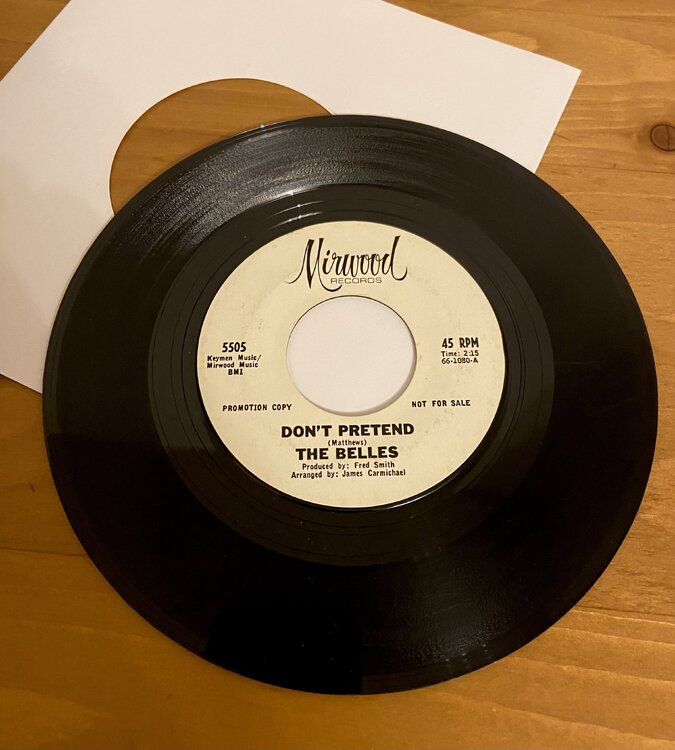 Mirwood
RECORDS
5505
Keymen Music/
Mirwood Music
BMI
45 RPM
Time: 2:15
66-1080-A
PROMOTION COPY
NOT FOR SALE
DON'T PRETEND
(Matthews)
THE BELLES
Produced by: Fred Smith
Arranged by: James Carmichael